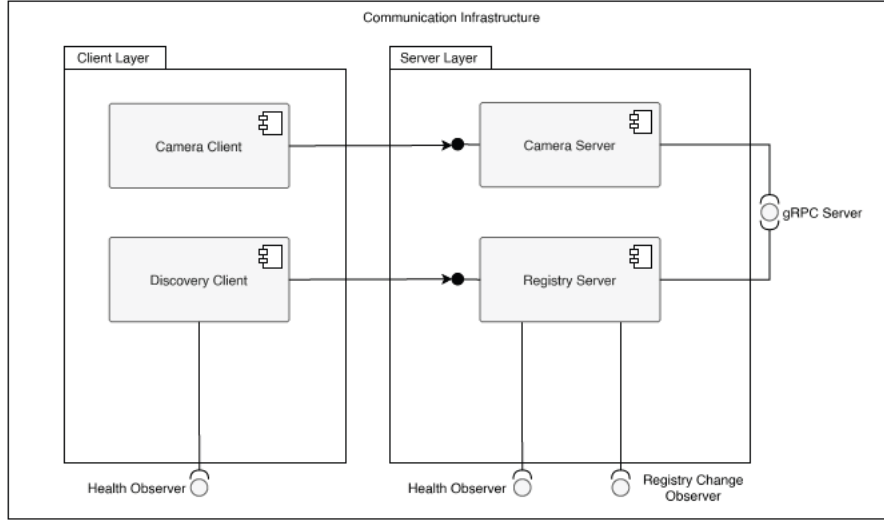 Communication Infrastructure
Client Layer
Server Layer
Camera Client
Camera Server
gRPC Server
Discovery Client
Registry Server
Health Observer
Health Observer
Registry Change
Observer